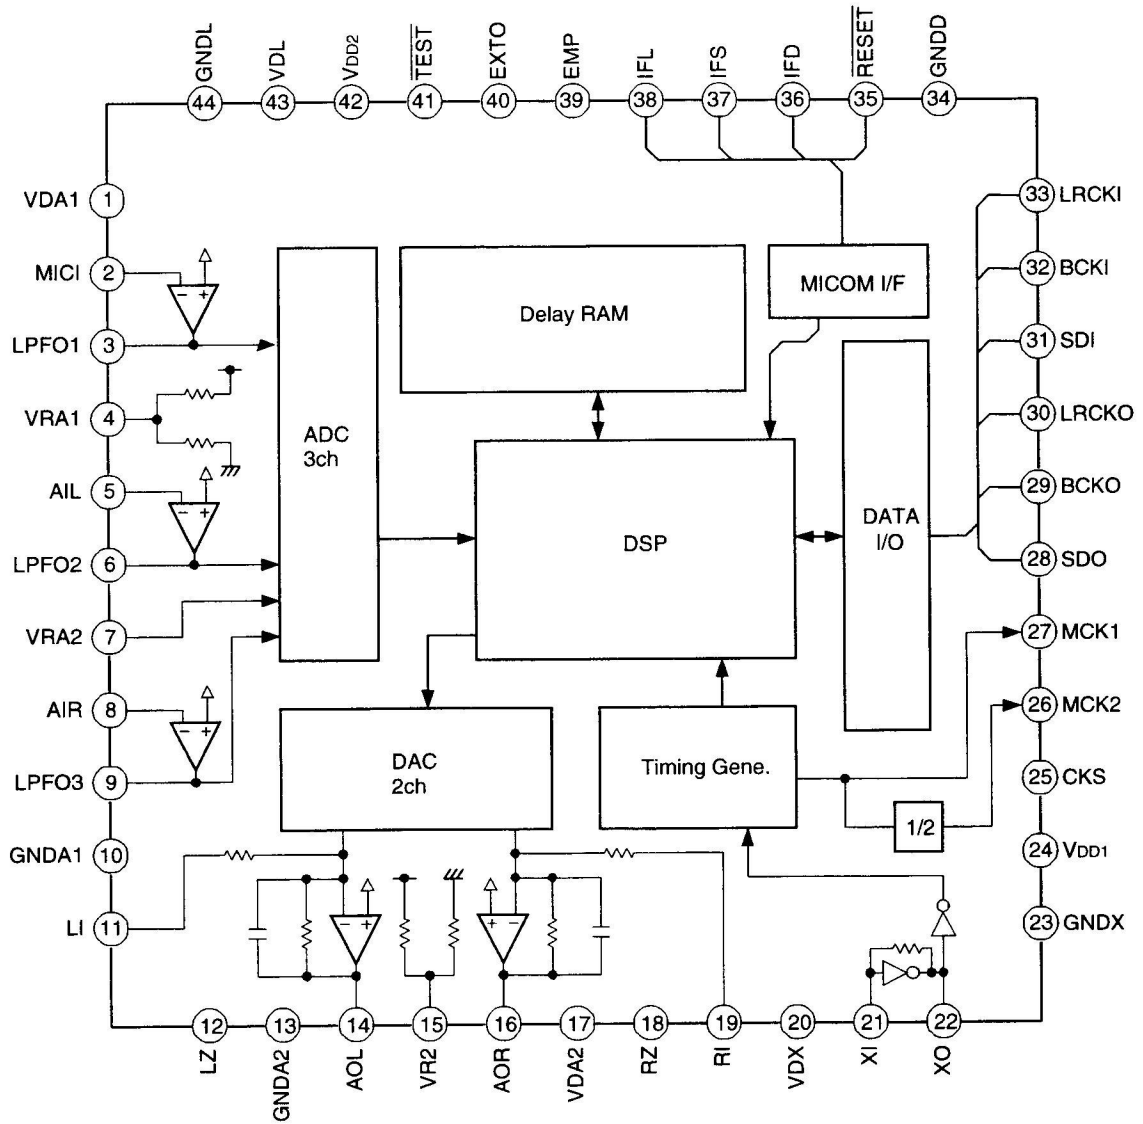 GNDL
VDL
VDD2
TEST
EXTO
EMP
IFL
IFS
IFD
RESET
GNDD
44
43
42
41
40
39
38
37
36
35
34
VDA1 1
MICI 2
LPFO1 3
VRA1 4
AIL 5
LPFO2 6
VRA2 7
AIR 8
LPFO3 9
GNDA1 10
LI 11
- +
- +
- +
ADC
3ch
Delay RAM
MICOM I/F
DSP
DATA
I/O
DAC
2ch
Timing Gene.
1/2
- +
+ -
33 LRCKI
32 BCKI
31 SDI
30 LRCKO
29 BCKO
28 SDO
27 MCK1
26 MCK2
25 CKS
24 VDD1
23 GNDX
12
13
14
15
16
17
18
19
20
21
22
LZ
GNDA2
AOL
VR2
AOR
VDA2
RZ
RI
VDX
XI
XO